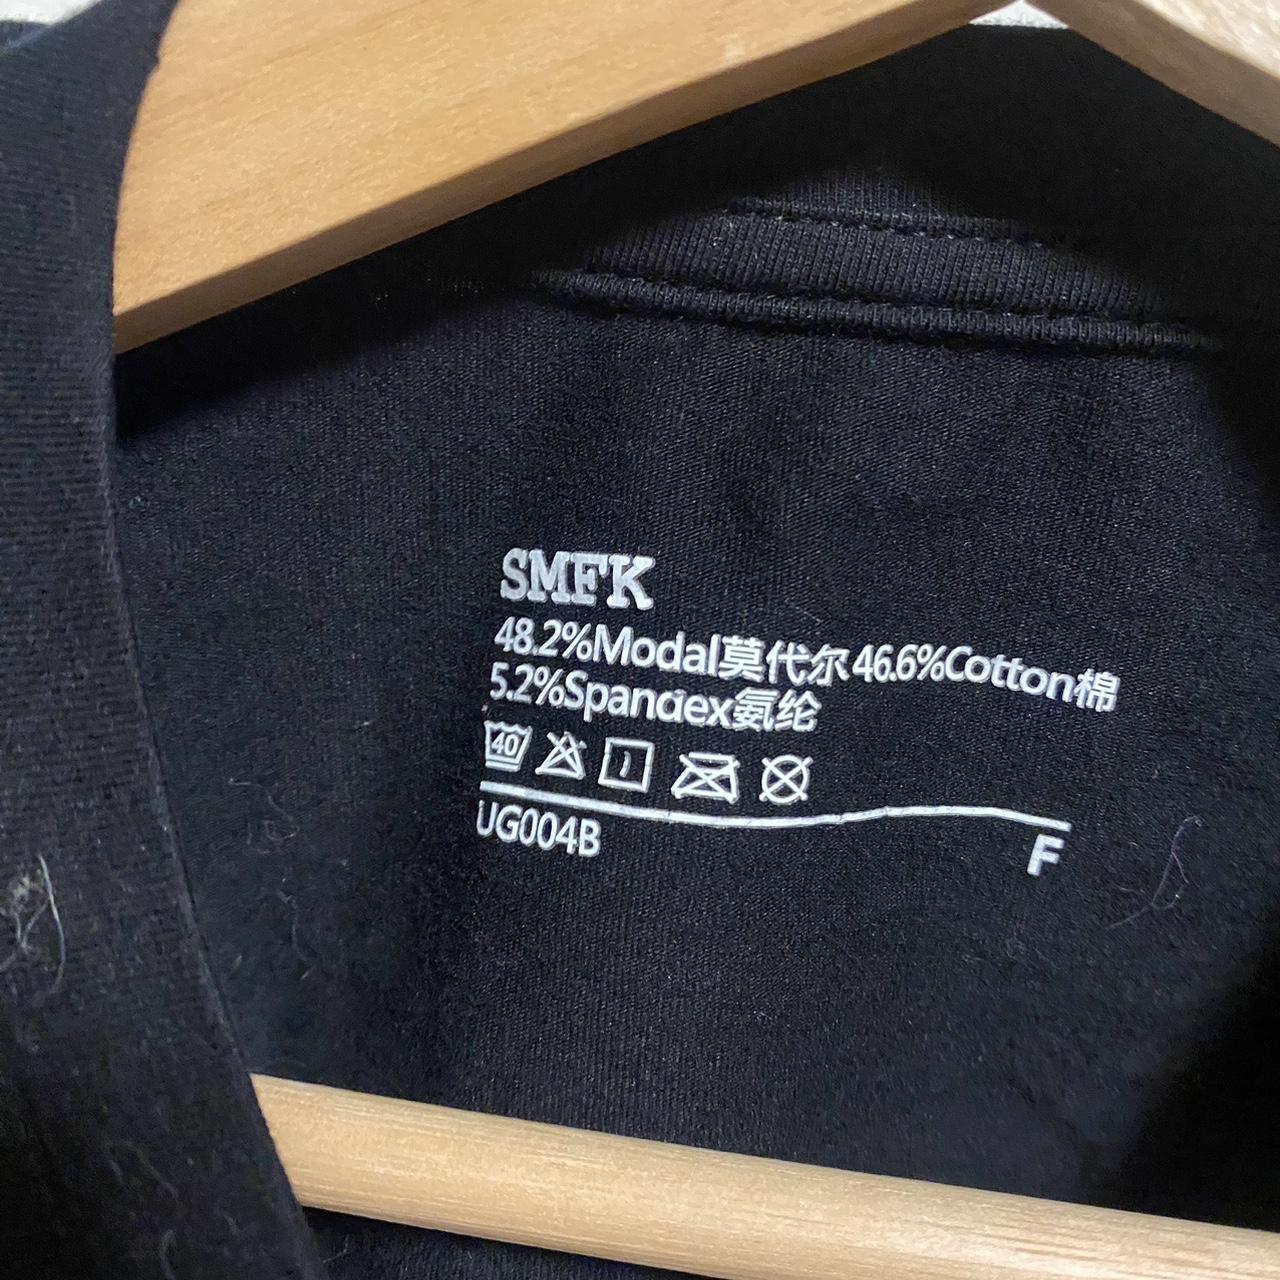 SMFK
48.2%Modal莫代尔 46.6%Cotton棉
5.2%Spandex氨纶
40
UG004B F